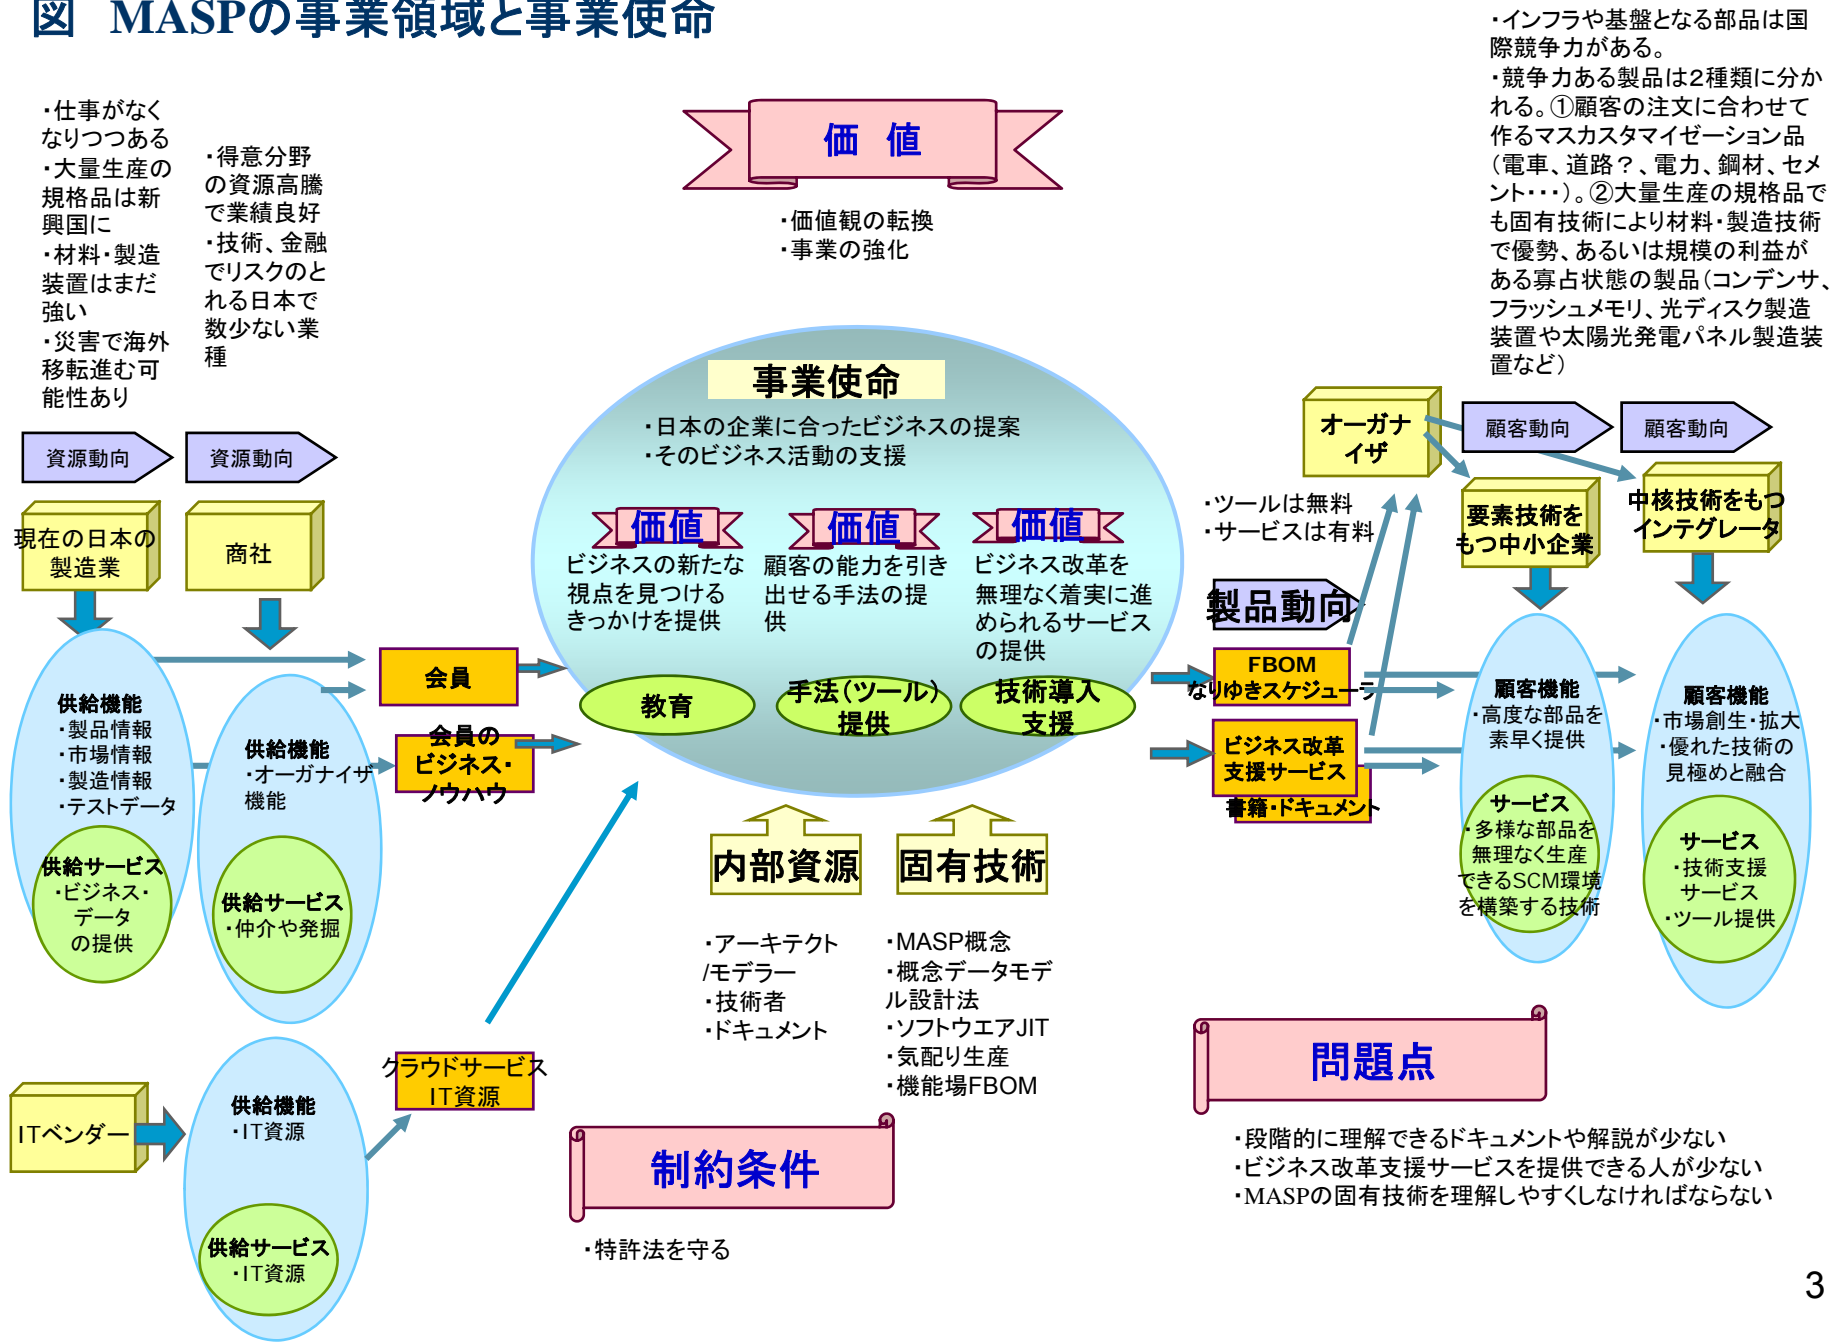 図 MASPの事業領域と事業使命
・仕事がなく
なりつつある
・大量生産の
規格品は新
興国に
・材料・製造
装置はまだ
強い
・災害で海外
移転進む可
能性あり
・得意分野
の資源高騰
で業績良好
・技術、金融
でリスクのと
れる日本で
数少ない業
種
価 値
・価値観の転換
・事業の強化
・インフラや基盤となる部品は国
際競争力がある。
・競争力ある製品は2種類に分か
れる。①顧客の注文に合わせて
作るマスカスタマイゼーション品
（電車、道路？、電力、鋼材、セメ
ント・・・）。②大量生産の規格品で
も固有技術により材料・製造技術
で優勢、あるいは規模の利益が
ある寡占状態の製品（コンデンサ、
フラッシュメモリ、光ディスク製造
装置や太陽光発電パネル製造装
置など）
資源動向
資源動向
現在の日本の
製造業
商社
供給機能
・製品情報
・市場情報
・製造情報
・テストデータ
供給サービス
・ビジネス・
データ
の提供
供給機能
・オーガナイザ
機能
供給サービス
・仲介や発掘
会員
会員の
ビジネス・
ノウハウ
事業使命
・日本の企業に合ったビジネスの提案
・そのビジネス活動の支援
価値
ビジネスの新たな
視点を見つける
きっかけを提供
価値
顧客の能力を引き
出せる手法の提
供
価値
ビジネス改革を
無理なく着実に進
められるサービス
の提供
教育
手法（ツール）
提供
技術導入
支援
オーガナ
イザ
顧客動向
顧客動向
・ツールは無料
・サービスは有料
製品動向
要素技術を
もつ中小企業
中核技術をもつ
インテグレータ
FBOM
なりゆきスケジューラ
ビジネス改革
支援サービス
書籍・ドキュメント
顧客機能
・高度な部品を
素早く提供
サービス
・多様な部品を
無理なく生産
できるSCM環境
を構築する技術
顧客機能
・市場創生・拡大
・優れた技術の
見極めと融合
サービス
・技術支援
サービス
・ツール提供
内部資源
・アーキテクト
/モデラー
・技術者
・ドキュメント
固有技術
・MASP概念
・概念データモデ
ル設計法
・ソフトウエアJIT
・気配り生産
・機能場FBOM
ITベンダー
供給機能
・IT資源
供給サービス
・IT資源
クラウドサービス
IT資源
制約条件
・特許法を守る
問題点
・段階的に理解できるドキュメントや解説が少ない
・ビジネス改革支援サービスを提供できる人が少ない
・MASPの固有技術を理解しやすくしなければならない
3